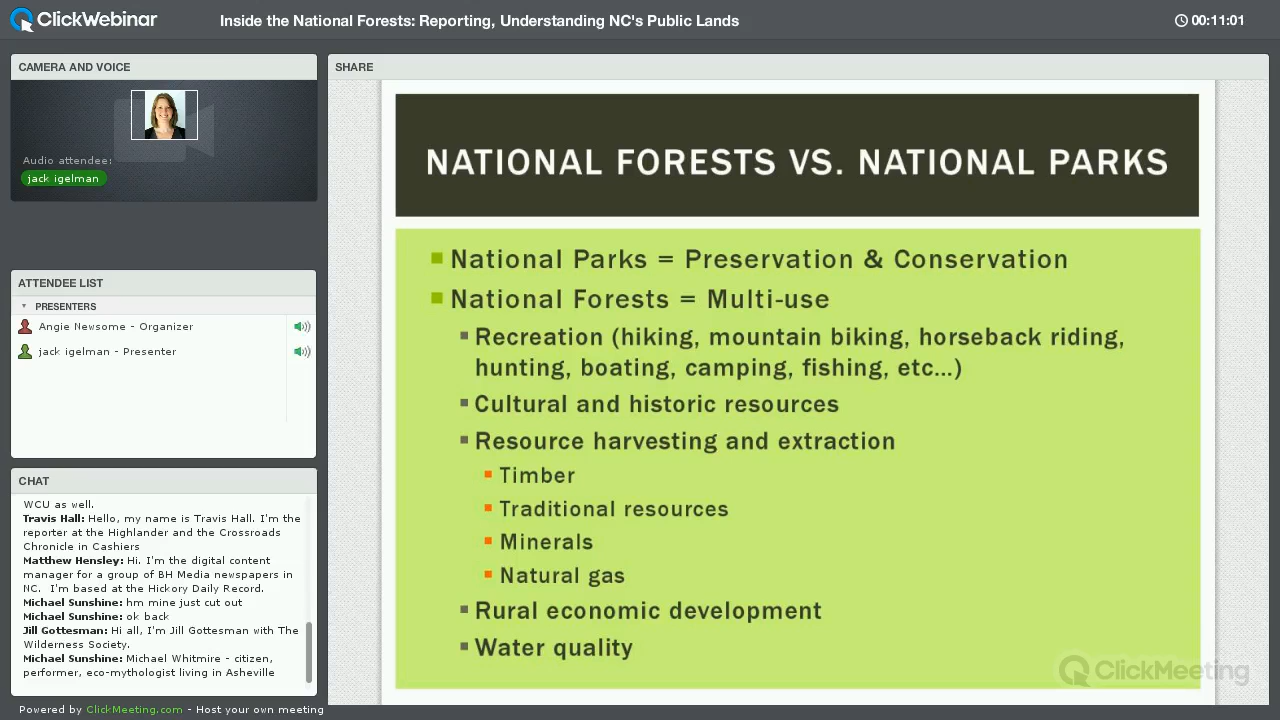 ClickWebinar
Inside the National Forests: Reporting, Understanding NC's Public Lands
00:11:01
CAMERA AND VOICE
Audio attendee:
jack igelman
ATTENDEE LIST
PRESENTERS
Angie Newsome - Organizer
jack igelman - Presenter
CHAT
WCU as well.
Travis Hall: Hello, my name is Travis Hall. I'm the
reporter at the Highlander and the Crossroads
Chronicle in Cashiers
Matthew Hensley: Hi. I'm the digital content
manager for a group of BH Media newspapers in
NC.  I'm based at the Hickory Daily Record.
Michael Sunshine: hm mine just cut out
Michael Sunshine: ok back
Jill Gottesman: Hi all, I'm Jill Gottesman with The
Wilderness Society.
Michael Sunshine: Michael Whitmire - citizen,
performer, eco-mythologist living in Asheville
Powered by ClickMeeting.com - Host your own meeting
SHARE
NATIONAL FORESTS VS. NATIONAL PARKS
National Parks = Preservation & Conservation
National Forests = Multi-use
Recreation (hiking, mountain biking, horseback riding,
hunting, boating, camping, fishing, etc...)
Cultural and historic resources
Resource harvesting and extraction
Timber
Traditional resources
Minerals
Natural gas
Rural economic development
Water quality
ClickMeeting